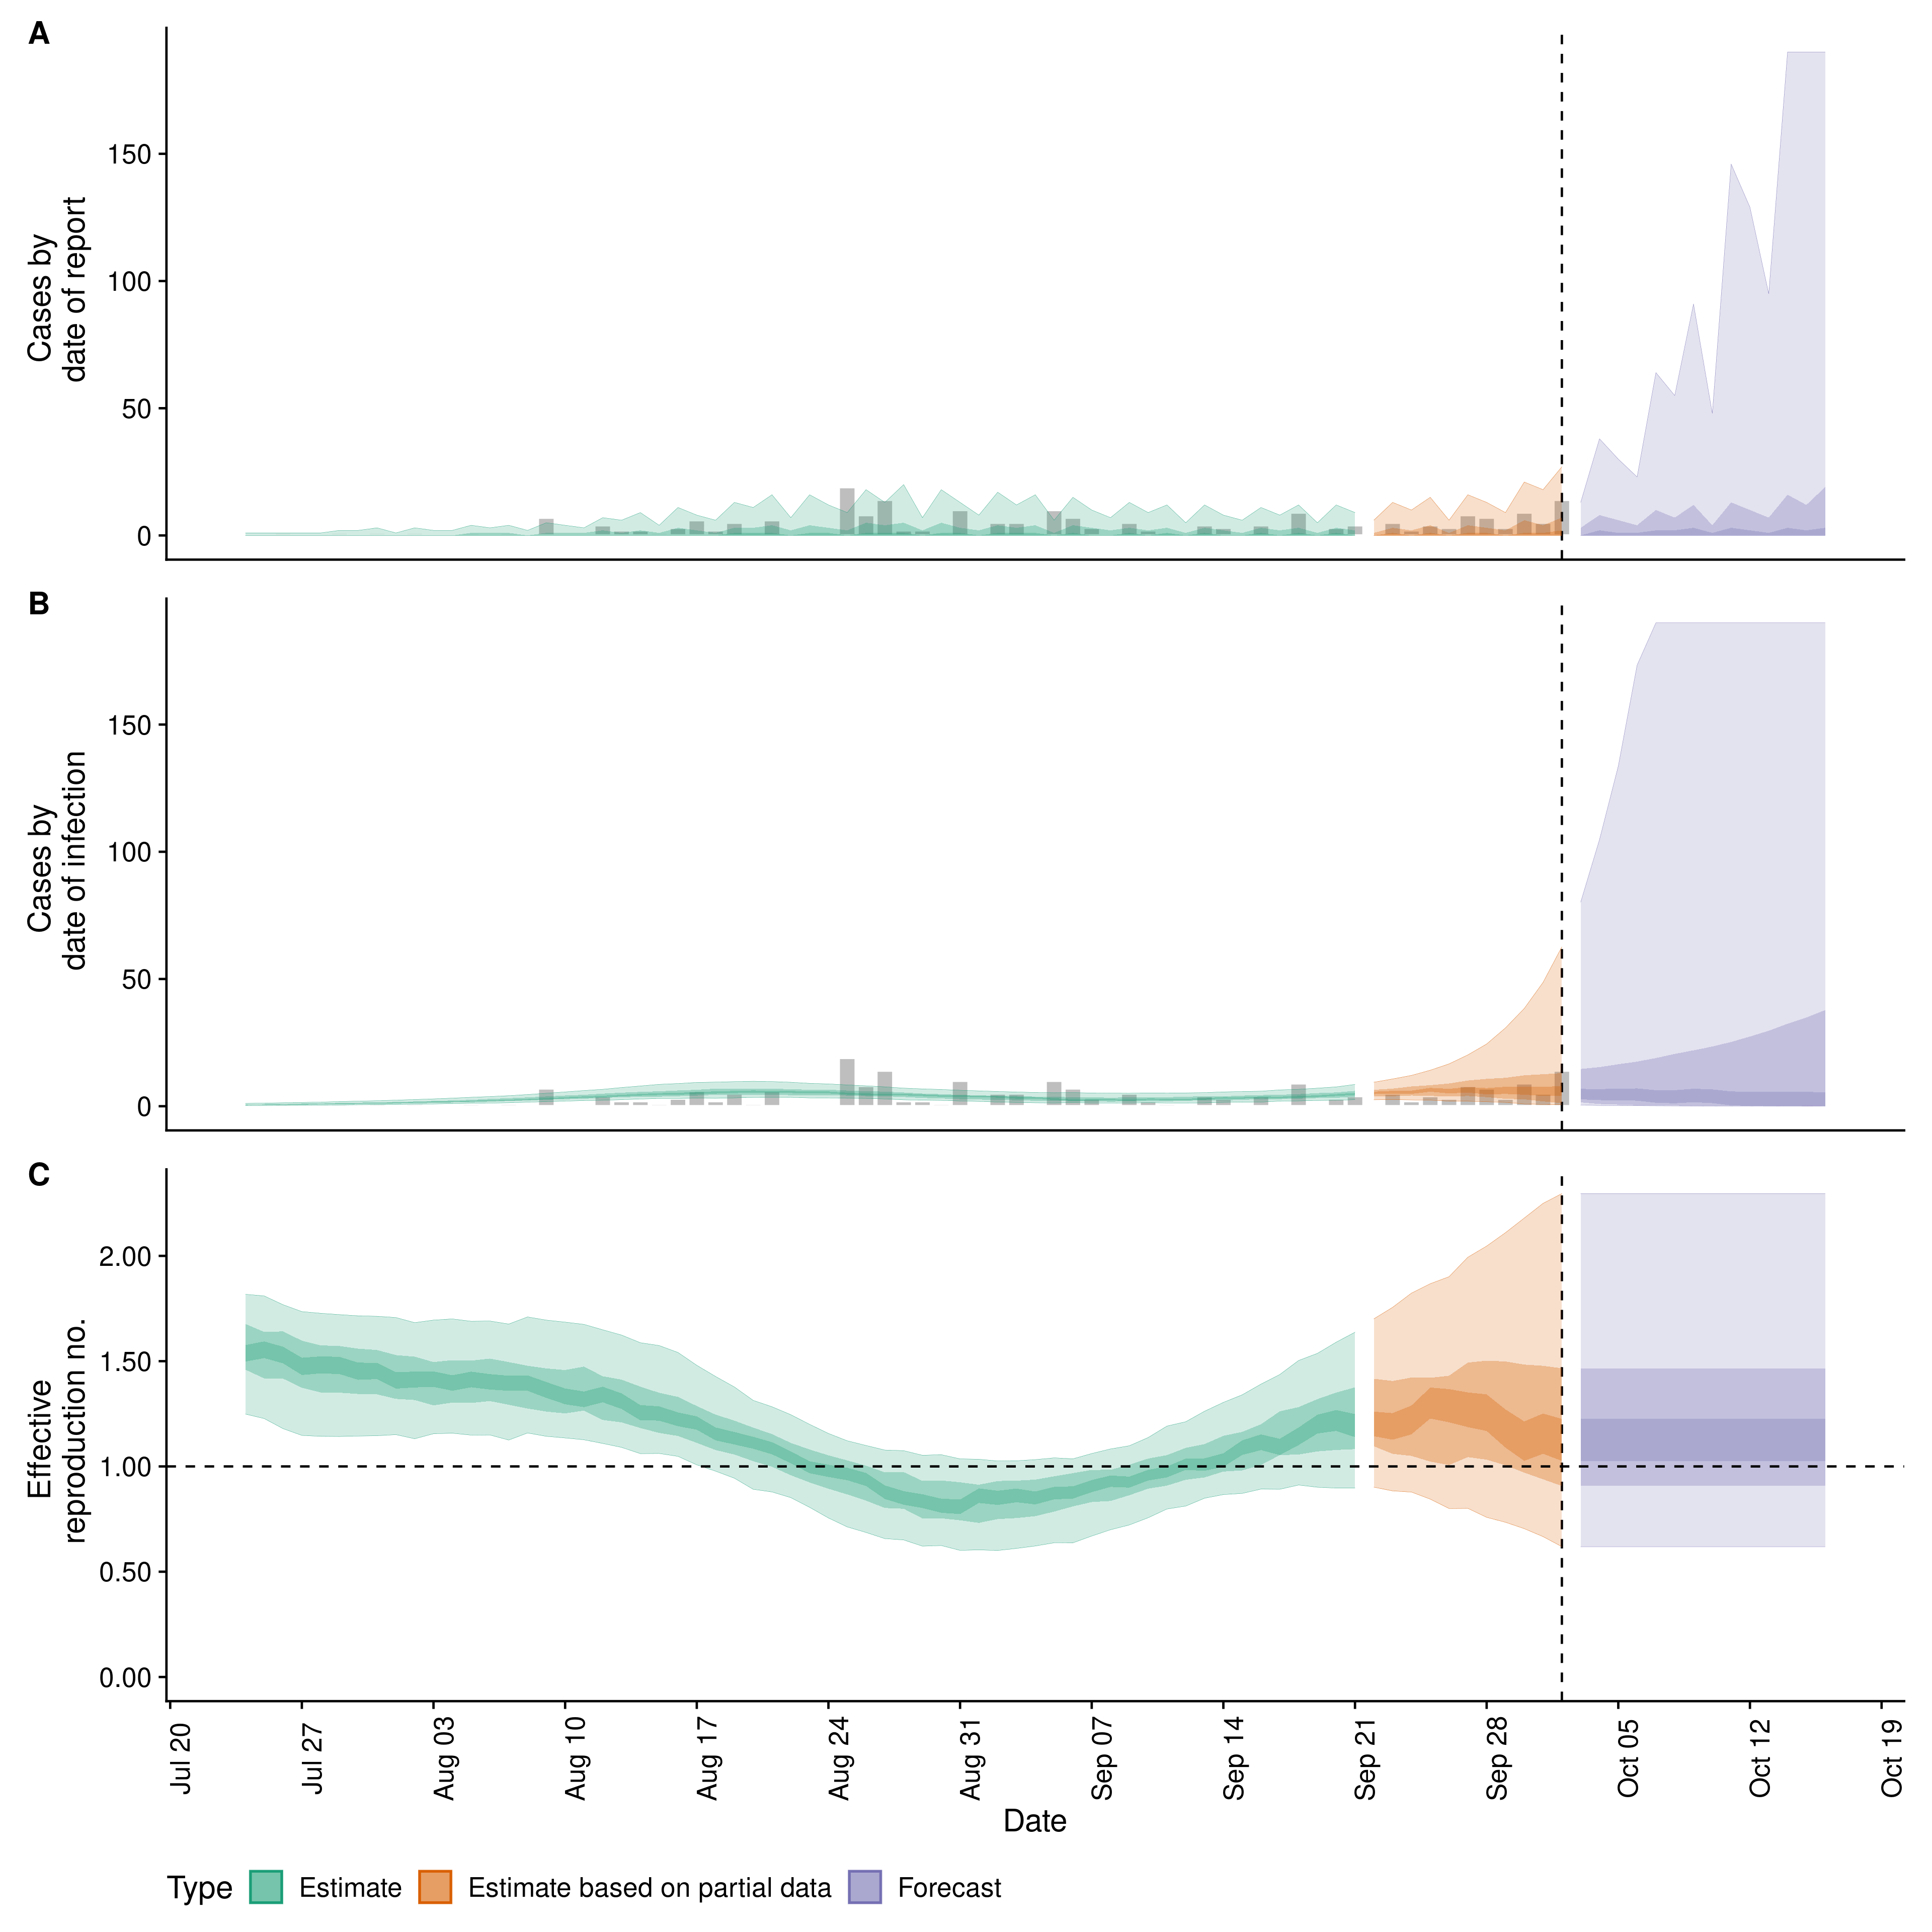 A
Cases by
date of report
150
100
50
0
B
Cases by
date of infection
150
100
50
0
C
Effective
reproduction no.
2.00
1.50
1.00
0.50
0.00
Jul 20
Jul 27
Aug 03
Aug 10
Aug 17
Aug 24
Aug 31
Sep 07
Sep 14
Sep 21
Sep 28
Oct 05
Oct 12
Oct 19
Date
Type Estimate Estimate based on partial data Forecast